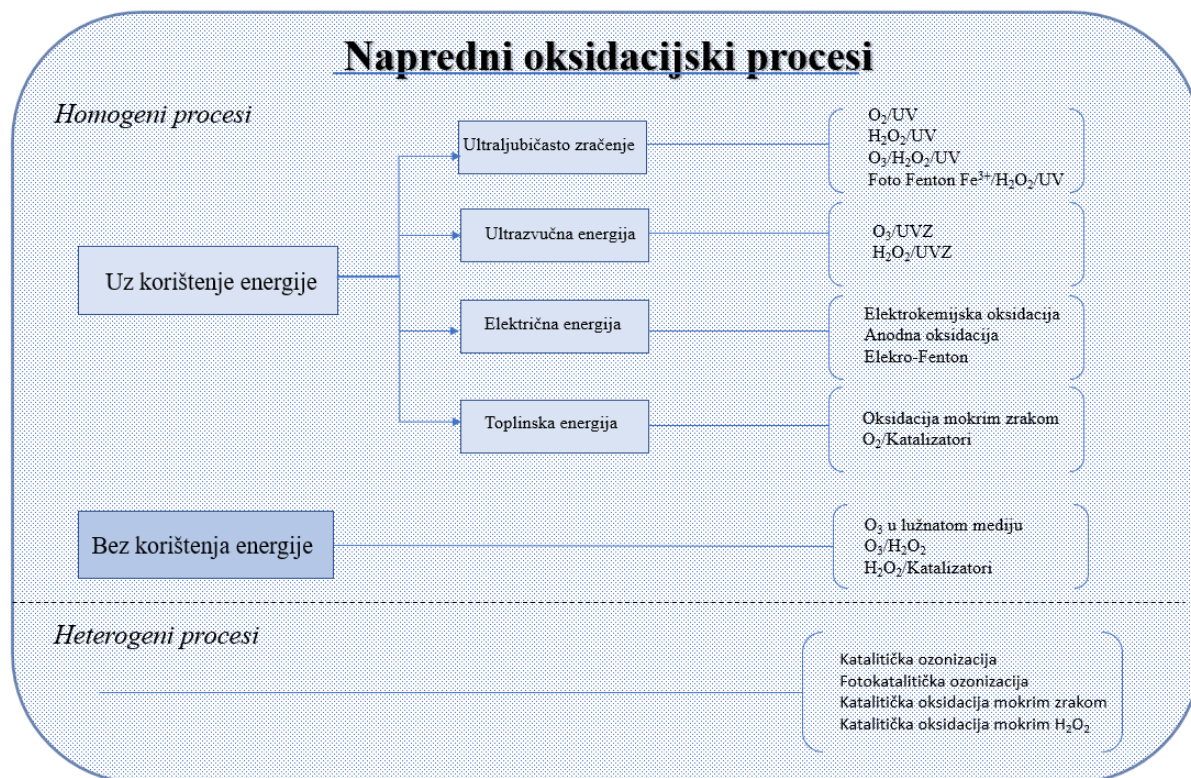 Napredni oksidacijski procesi
Homogeni procesi
Uz korištenje energije
Ultraljubičasto zračenje
O₂/UV
H₂O₂/UV
O₃/H₂O₂/UV
Foto Fenton Fe³⁺/H₂O₂/UV
Ultrazvučna energija
O₃/UVZ
H₂O₂/UVZ
Električna energija
Elektrokemijska oksidacija
Anodna oksidacija
Elekro-Fenton
Toplinska energija
Oksidacija mokrim zrakom
O₂/Katalizatori
Bez korištenja energije
O₃ u lužnatom mediju
O₃/H₂O₂
H₂O₂/Katalizatori
Heterogeni procesi
Katalitička ozonizacija
Fotokatalitička ozonizacija
Katalitička oksidacija mokrim zrakom
Katalitička oksidacija mokrim H₂O₂